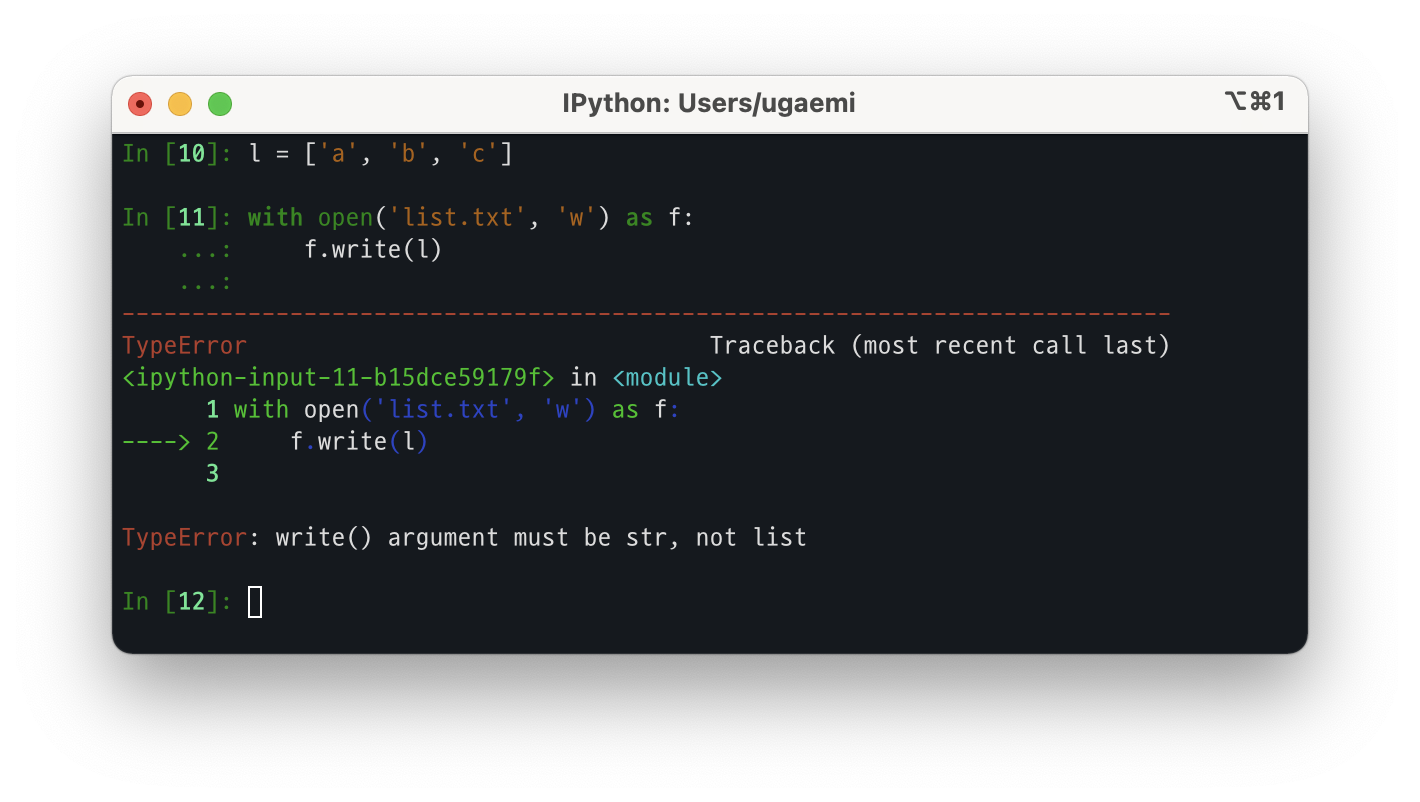 IPython: Users/ugaemi ⌥⌘1
In [10]: l = ['a', 'b', 'c']
In [11]: with open('list.txt', 'w') as f:
    ...:     f.write(l)
    ...:
---------------------------------------------------------------------------
TypeError                                 Traceback (most recent call last)
<ipython-input-11-b15dce59179f> in <module>
      1 with open('list.txt', 'w') as f:
----> 2     f.write(l)
      3
TypeError: write() argument must be str, not list
In [12]: